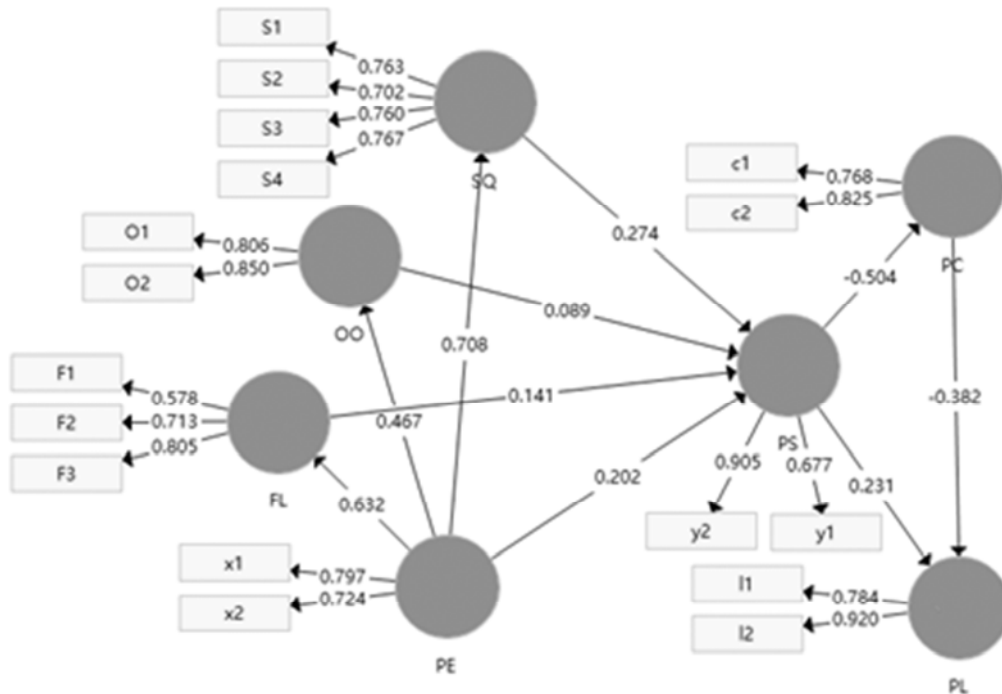 S1
0.763
S2
0.702
S3
0.760
S4
0.767
SQ
c1
0.768
c2
0.825
PC
O1
0.806
O2
0.850
OO
0.274
-0.504
0.089
0.708
F1
0.578
F2
0.713
F3
0.805
FL
0.141
0.467
-0.382
PS
0.905
0.677
0.202
0.231
0.632
y2
y1
x1
0.797
x2
0.724
PE
l1
0.784
l2
0.920
PL